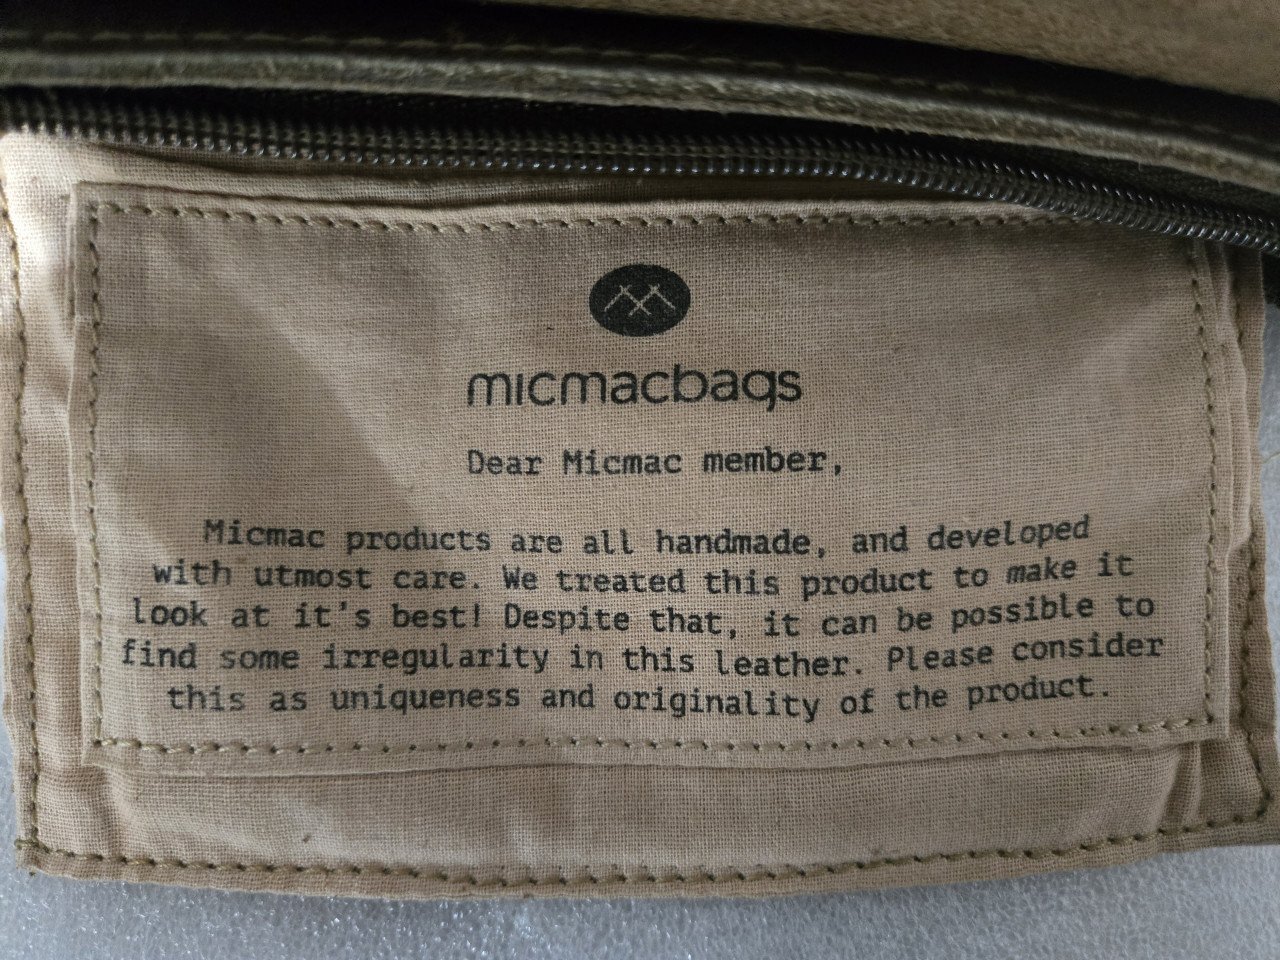 micmacbags
Dear Micmac member,
Micmac products are all handmade, and developed
with utmost care. We treated this product to make it
look at it's best! Despite that, it can be possible to
find some irregularity in this leather. Please consider
this as uniqueness and originality of the product.